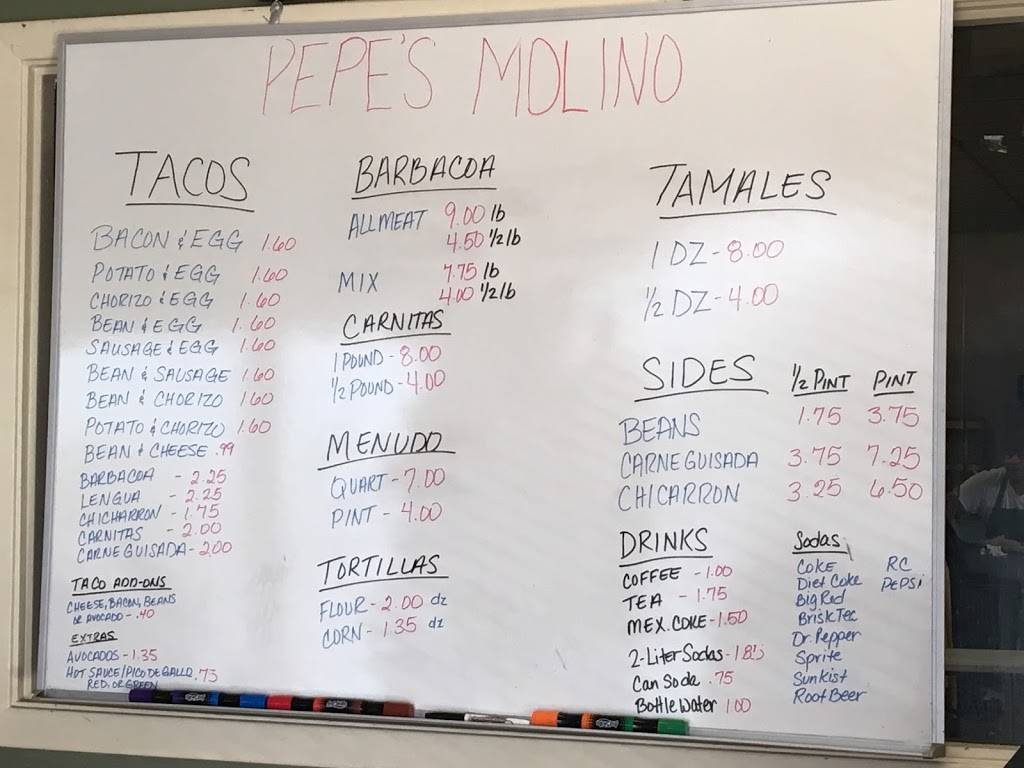 PEPE'S MOLINO
TACOS
BACON & EGG 1.60
POTATO & EGG 1.60
CHORIZO & EGG 1.60
BEAN & EGG 1.60
SAUSAGE & EGG 1.60
BEAN & SAUSAGE 1.60
BEAN & CHORIZO 1.60
POTATO & CHORIZO 1.60
BEAN & CHEESE .99
BARBACOA - 2.25
LENGUA - 2.25
CHICHARRON - 1.75
CARNITAS - 2.00
CARNE GUISADA - 2.00
TACO ADD-ONS
CHEESE, BACON, BEANS
OR AVOCADO - .40
EXTRAS
AVOCADOS - 1.35
HOT SAUCE/PICO DE GALLO .73
RED OR GREEN
BARBACOA
ALL MEAT 9.00 lb
4.50 1/2 lb
MIX 7.75 lb
4.00 1/2 lb
CARNITAS
1 POUND - 8.00
1/2 POUND - 4.00
MENUDO
QUART - 7.00
PINT - 4.00
TORTILLAS
FLOUR - 2.00 dz
CORN - 1.35 dz
TAMALES
1 DZ - 8.00
1/2 DZ - 4.00
SIDES 1/2 PINT PINT
BEANS 1.75 3.75
CARNE GUISADA 3.75 7.25
CHICARRON 3.25 6.50
DRINKS
COFFEE - 1.00
TEA - 1.75
MEX. COKE - 1.50
2-Liter Sodas -
Can Soda .75
Bottle Water 1.00
Sodas
COKE RC
Diet Coke PEPSi
Big Red
Brisk Tea
Dr. Pepper
Sprite
Sunkist
Root Beer